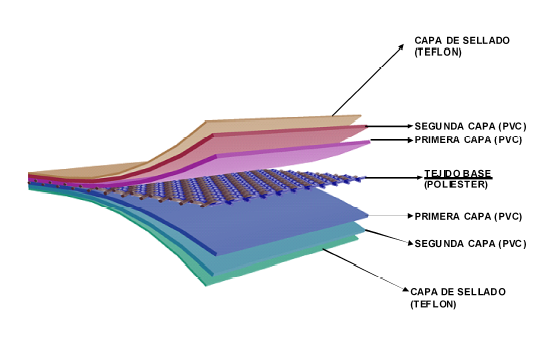 CAPA DE SELLADO
(TEFLON)
SEGUNDA CAPA (PVC)
PRIMERA CAPA (PVC)
TEJIDO BASE
(POLIESTER)
PRIMERA CAPA (PVC)
SEGUNDA CAPA (PVC)
CAPA DE SELLADO
(TEFLON)